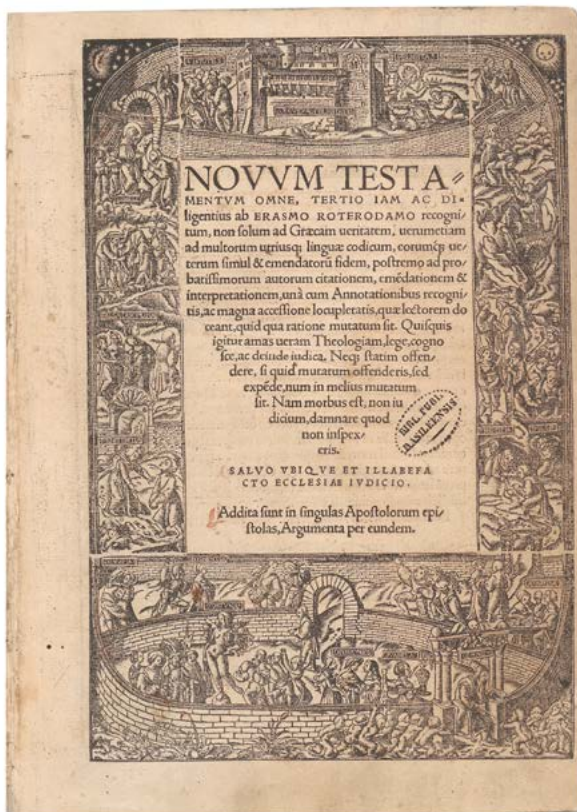 NOVVM TESTA⸗
MENTVM OMNE, TERTIO IAM AC DI⸗
ligentius ab ERASMO ROTERODAMO recogni⸗
tum, non solum ad Græcam ueritatem, uerumetiam
ad multorum utriusq; linguæ codicum, eorumq; ue⸗
terum simul & emendatorũ fidem, postremo ad pro⸗
batissimorum autorum citationem, emẽdationem &
interpretationem, unà cum Annotationibus recogni⸗
tis, ac magna accessione locupletatis, quæ lectorem do
ceant, quid qua ratione mutatum sit. Quisquis
igitur amas ueram Theologiam, lege, cogno
sce, ac deinde iudica. Neq; statim offen⸗
dere, si quid mutatum offenderis, sed
expẽde, num in melius mutatum
sit. Nam morbus est, non iu
dicium, damnare quod
non inspex⸗
eris.
BIBL. PUBL.
BASILEENSIS
SALVO VBIQVE ET ILLABEFA
CTO ECCLESIAE IVDICIO.
Addita sunt in singulas Apostolorum epi⸗
stolas, Argumenta per eundem.